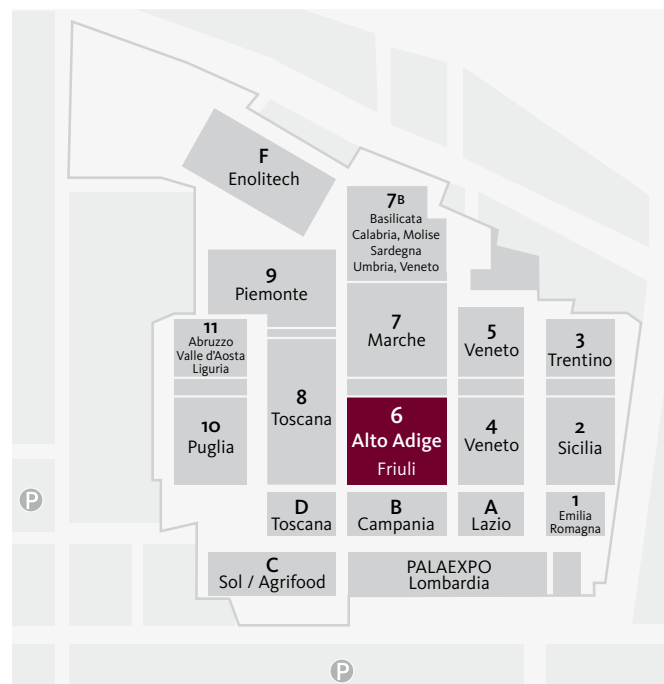 F
Enolitech
7B
Basilicata
Calabria, Molise
Sardegna
Umbria, Veneto
9
Piemonte
11
Abruzzo
Valle d'Aosta
Liguria
7
Marche
5
Veneto
3
Trentino
10
Puglia
8
Toscana
6
Alto Adige
Friuli
4
Veneto
2
Sicilia
D
Toscana
B
Campania
A
Lazio
1
Emilia
Romagna
C
Sol / Agrifood
PALAEXPO
Lombardia
P
P